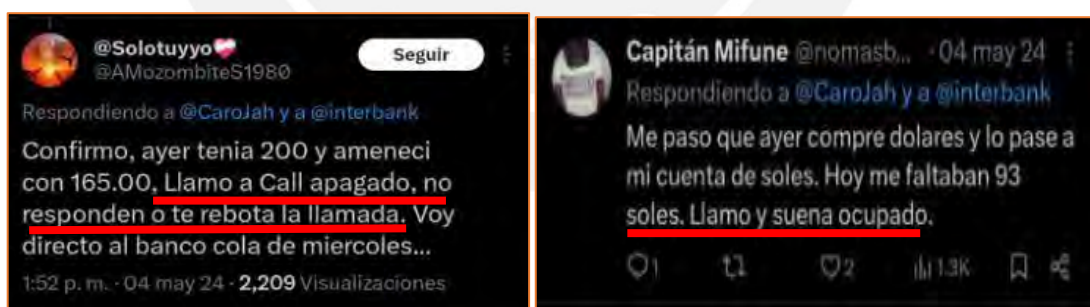 @Solotuyyo
@AMozombiteS1980
Seguir
Respondiendo a @CaroJah y a @interbank
Confirmo, ayer tenia 200 y ameneci
con 165.00, Llamo a Call apagado, no
responden o te rebota la llamada. Voy
directo al banco cola de miercoles...
1:52 p. m. · 04 may 24 · 2,209 Visualizaciones
Capitán Mifune @nomasb... · 04 may 24
Respondiendo a @CaroJah y a @interbank
Me paso que ayer compre dolares y lo pase a
mi cuenta de soles. Hoy me faltaban 93
soles. Llamo y suena ocupado.
1 2 1.3K